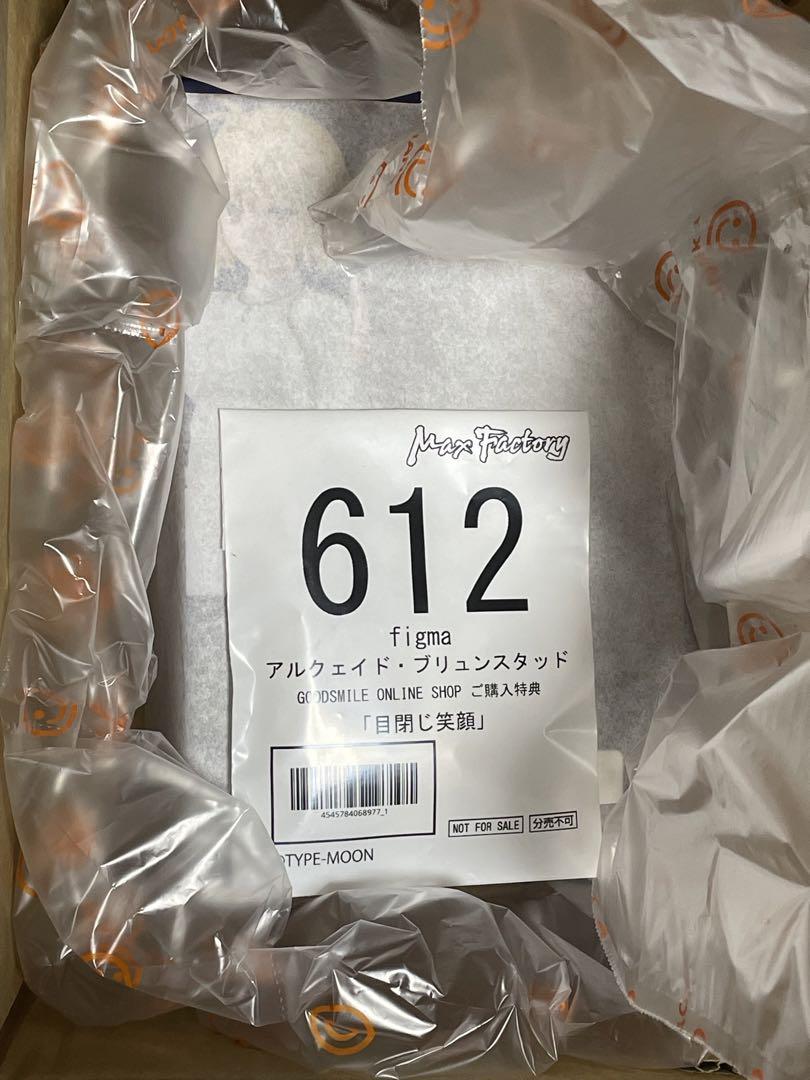 Max Factory
612
figma
アルクェイド・ブリュンスタッド
GOODSMILE ONLINE SHOP ご購入特典
「目閉じ笑顔」
4545784068977_1
NOT FOR SALE 分売不可
TYPE-MOON